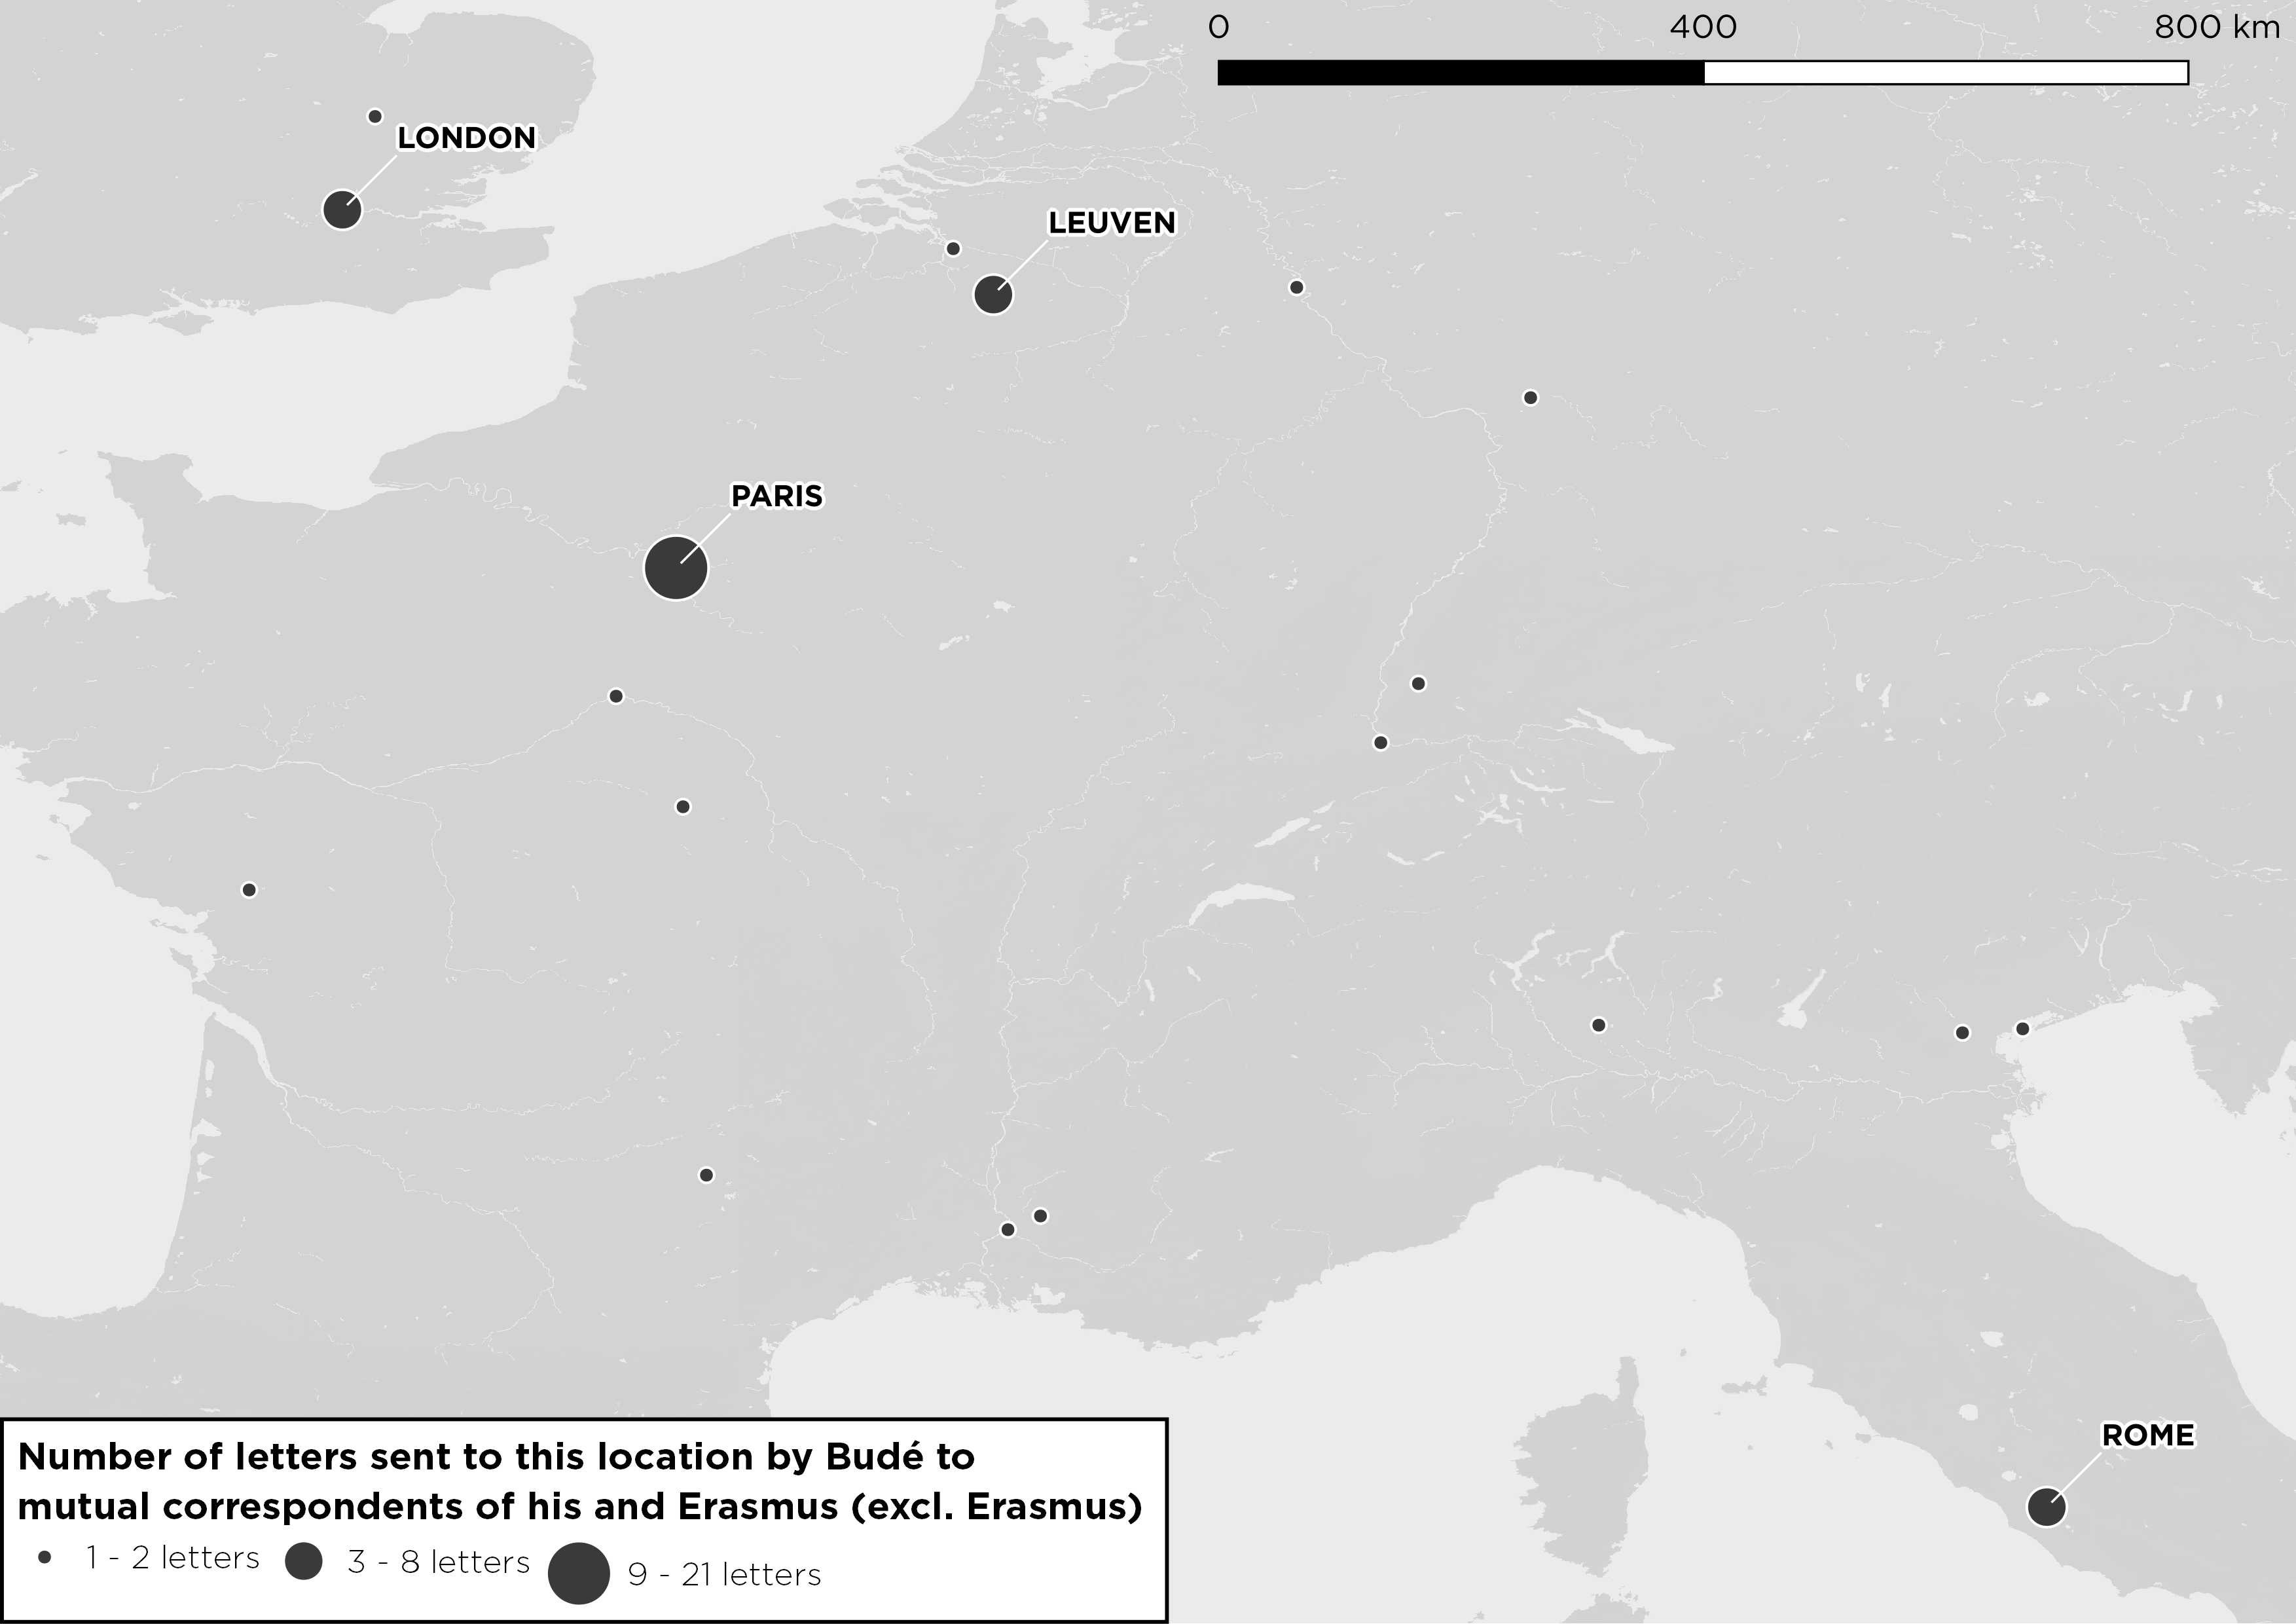 0 400 800 km
LONDON
LEUVEN
PARIS
ROME
Number of letters sent to this location by Budé to
mutual correspondents of his and Erasmus (excl. Erasmus)
1 - 2 letters 3 - 8 letters 9 - 21 letters